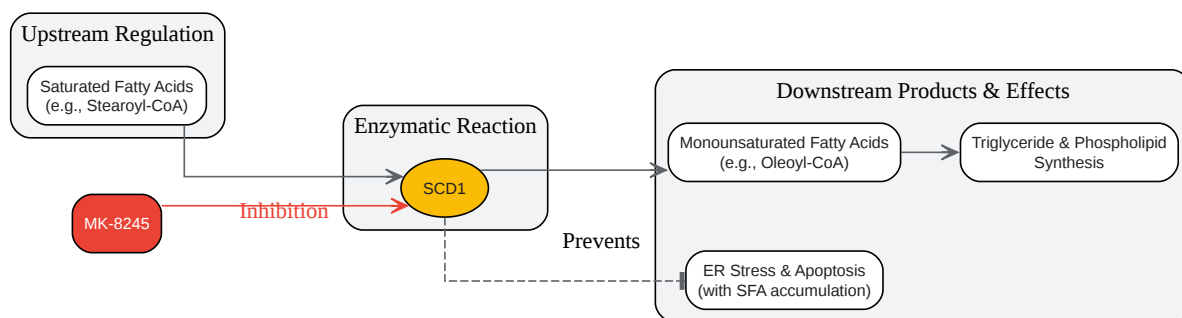 Upstream Regulation
Saturated Fatty Acids
(e.g., Stearoyl-CoA)
MK-8245
Inhibition
Enzymatic Reaction
SCD1
Prevents
Downstream Products & Effects
Monounsaturated Fatty Acids
(e.g., Oleoyl-CoA)
Triglyceride & Phospholipid
Synthesis
ER Stress & Apoptosis
(with SFA accumulation)